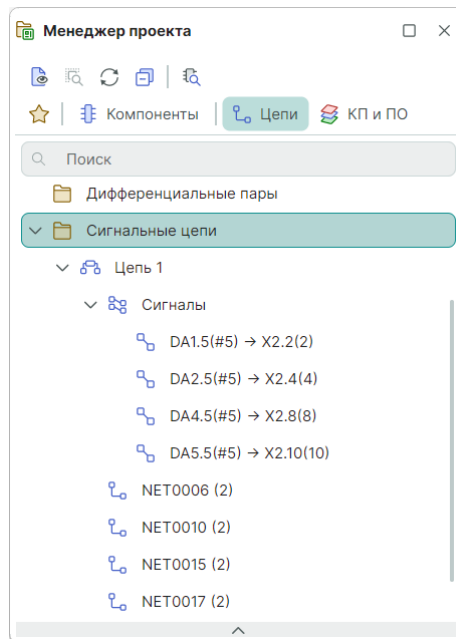 Менеджер проекта
Компоненты Цепи КП и ПО
Поиск
Дифференциальные пары
Сигнальные цепи
Цепь 1
Сигналы
DA1.5(#5) → X2.2(2)
DA2.5(#5) → X2.4(4)
DA4.5(#5) → X2.8(8)
DA5.5(#5) → X2.10(10)
NET0006 (2)
NET0010 (2)
NET0015 (2)
NET0017 (2)